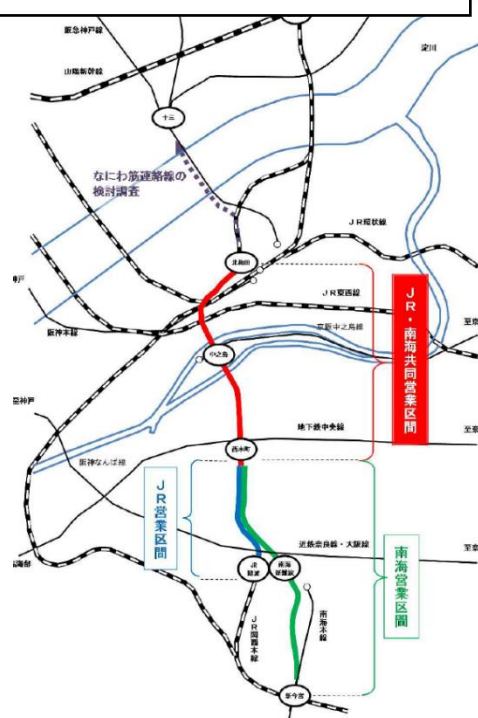 阪急神戸線
山陽新幹線
淀川
十三
なにわ筋連絡線の
検討調査
JR環状線
北梅田
JR東西線
阪神本線
京阪中之島線
中之島
JR・南海共同営業区間
至神戸
地下鉄中央線
西本町
阪神なんば線
JR営業区間
近鉄奈良線・大阪線
JR
難波
南海
新難波
南海営業区間
南海本線
JR関西本線
新今宮